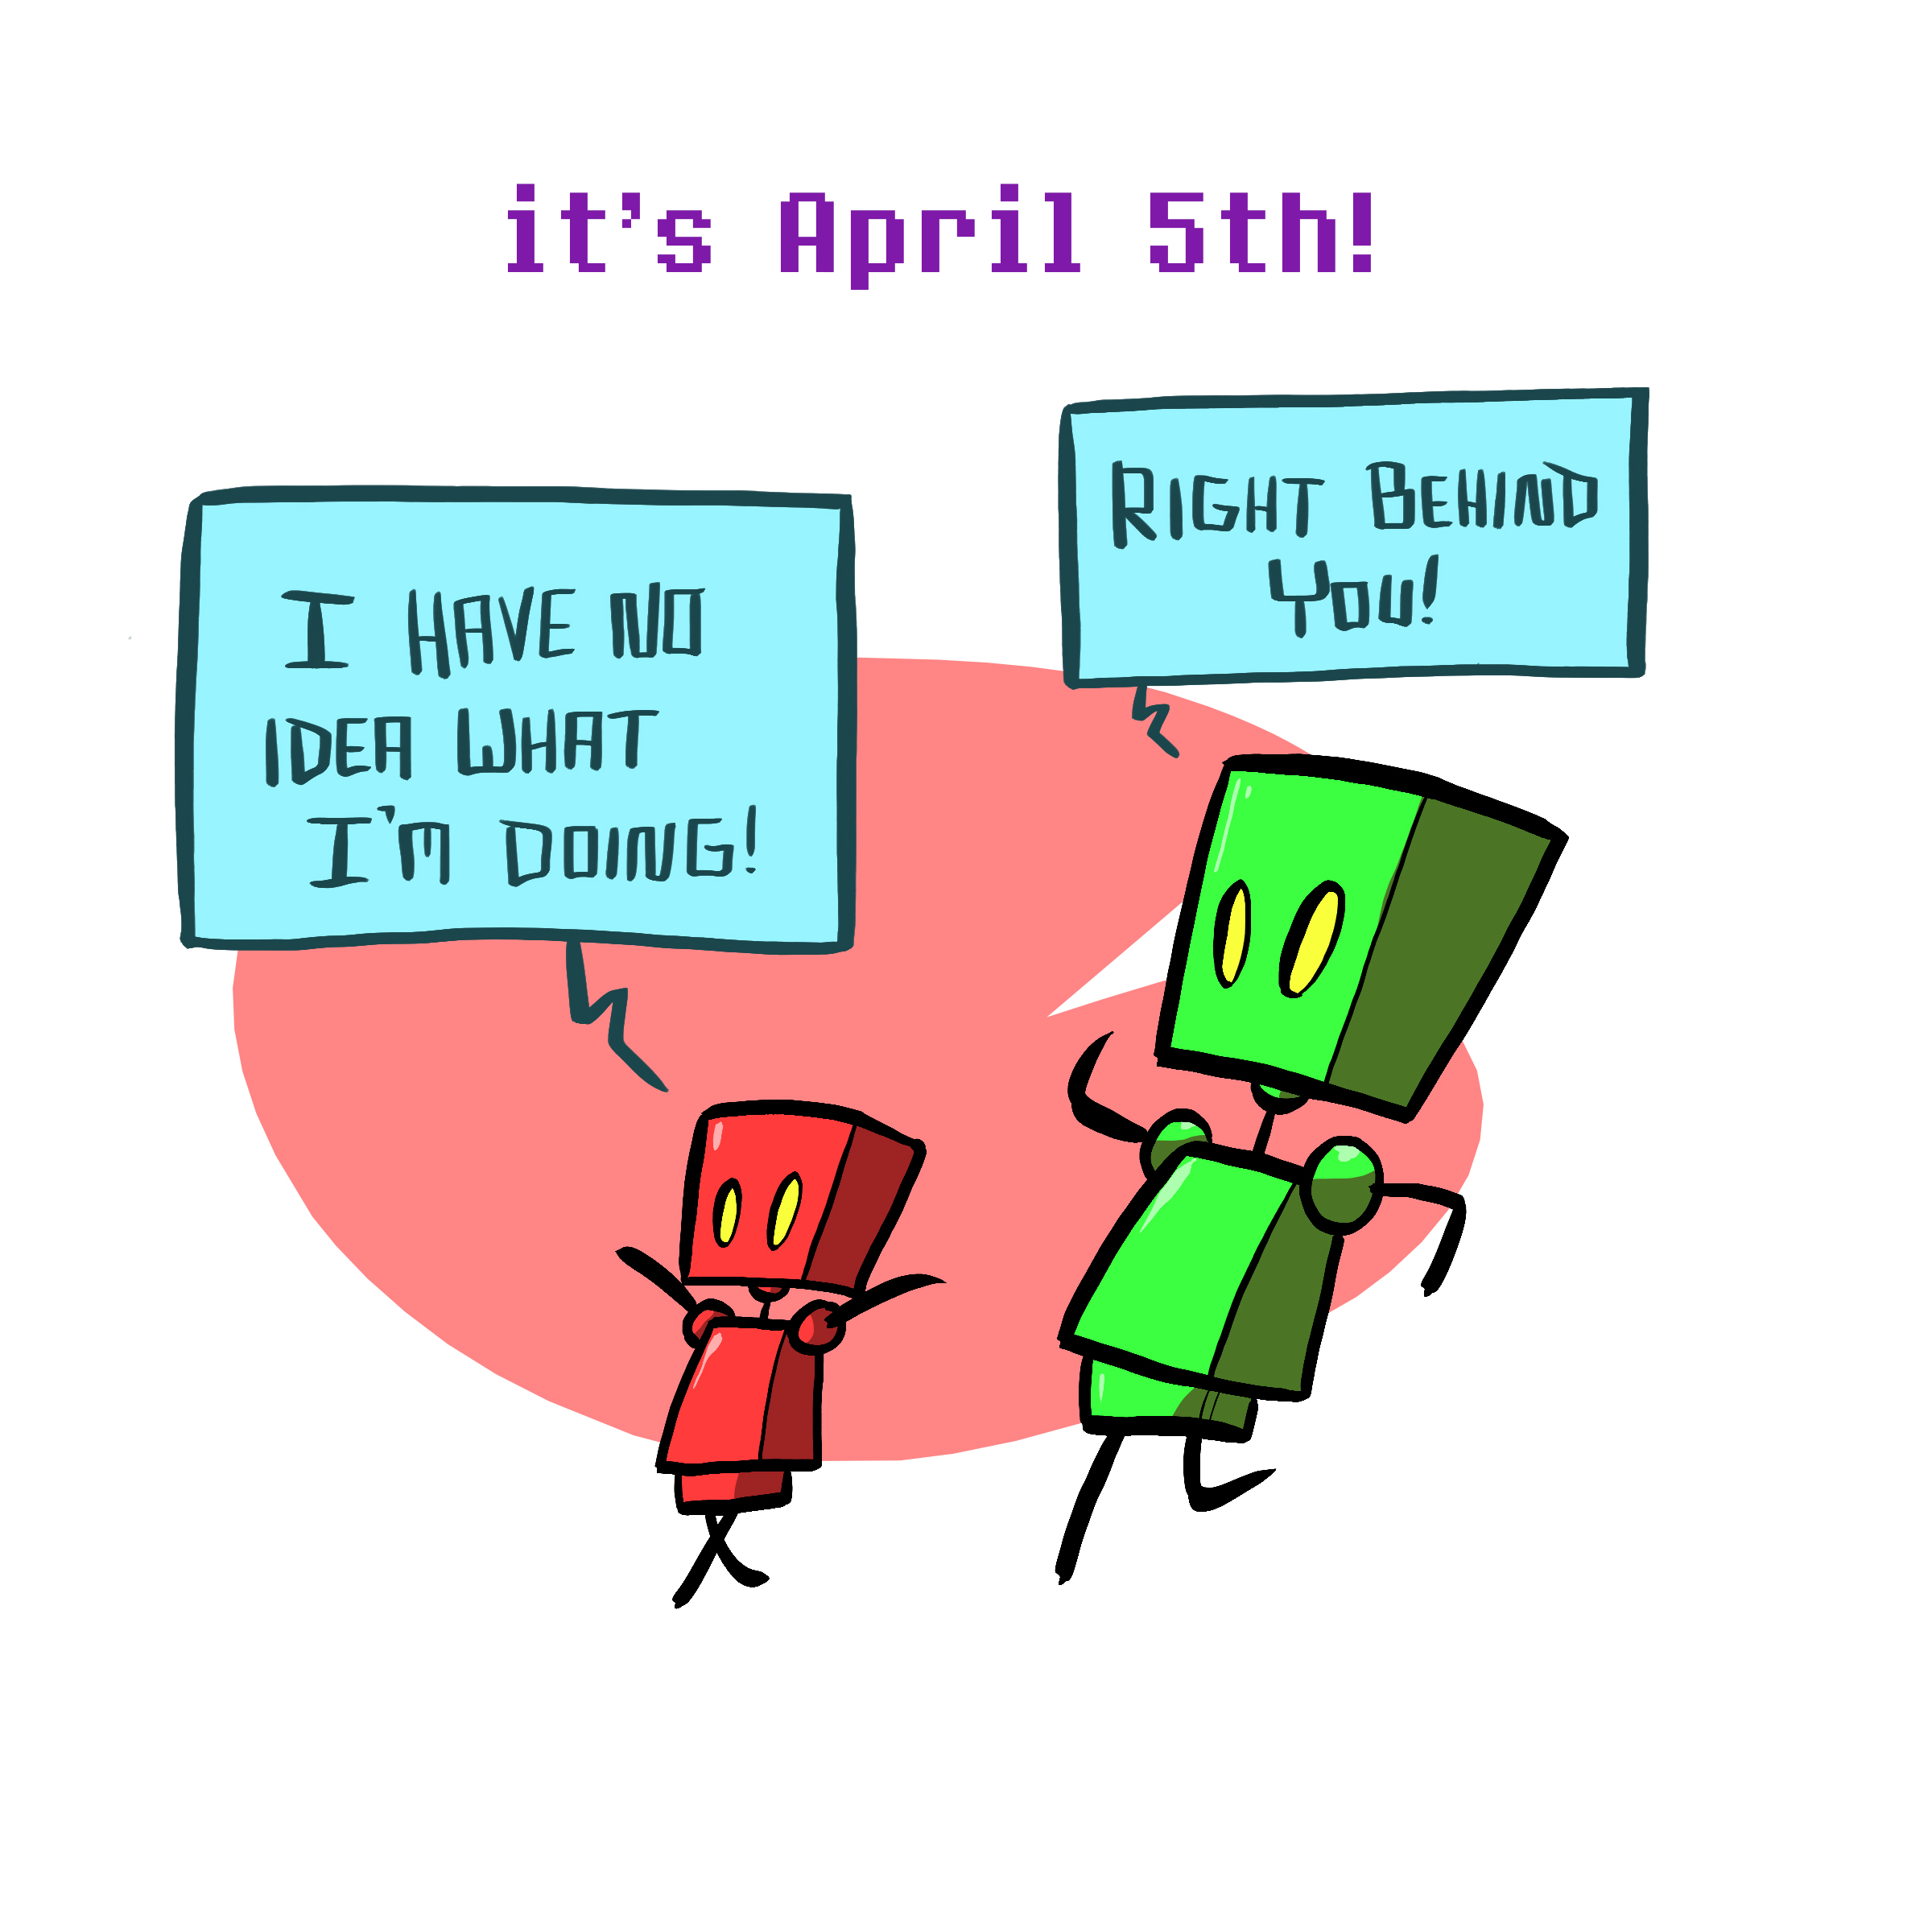 it's April 5th!
I HAVE NO
IDEA WHAT
I'M DOING!
RIGHT BEHIND
YOU!